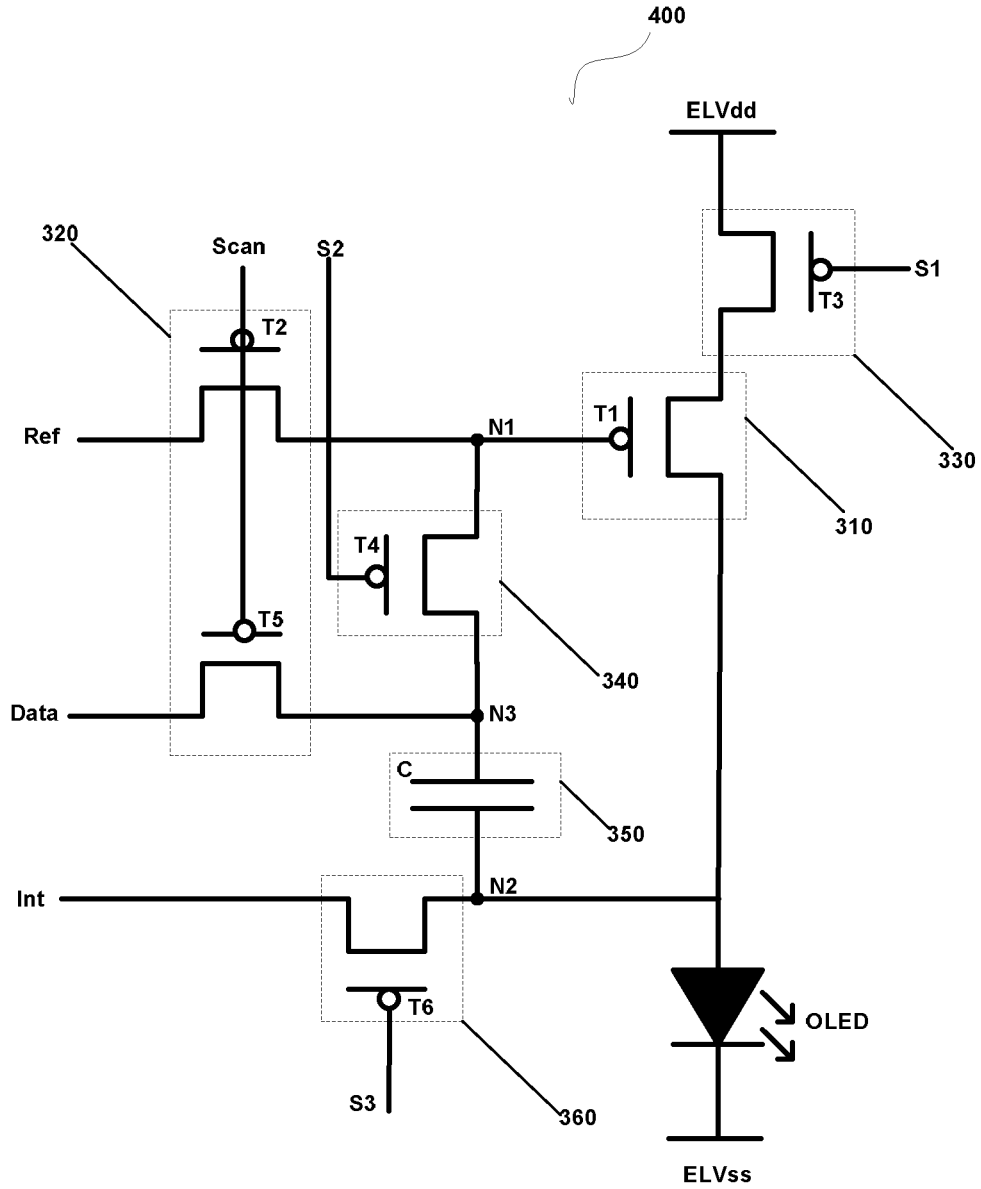 400
ELVdd
320
Scan
S2
S1
T2
T3
T1
Ref
N1
330
310
T4
T5
340
Data
N3
C
350
Int
N2
T6
OLED
S3
360
ELVss